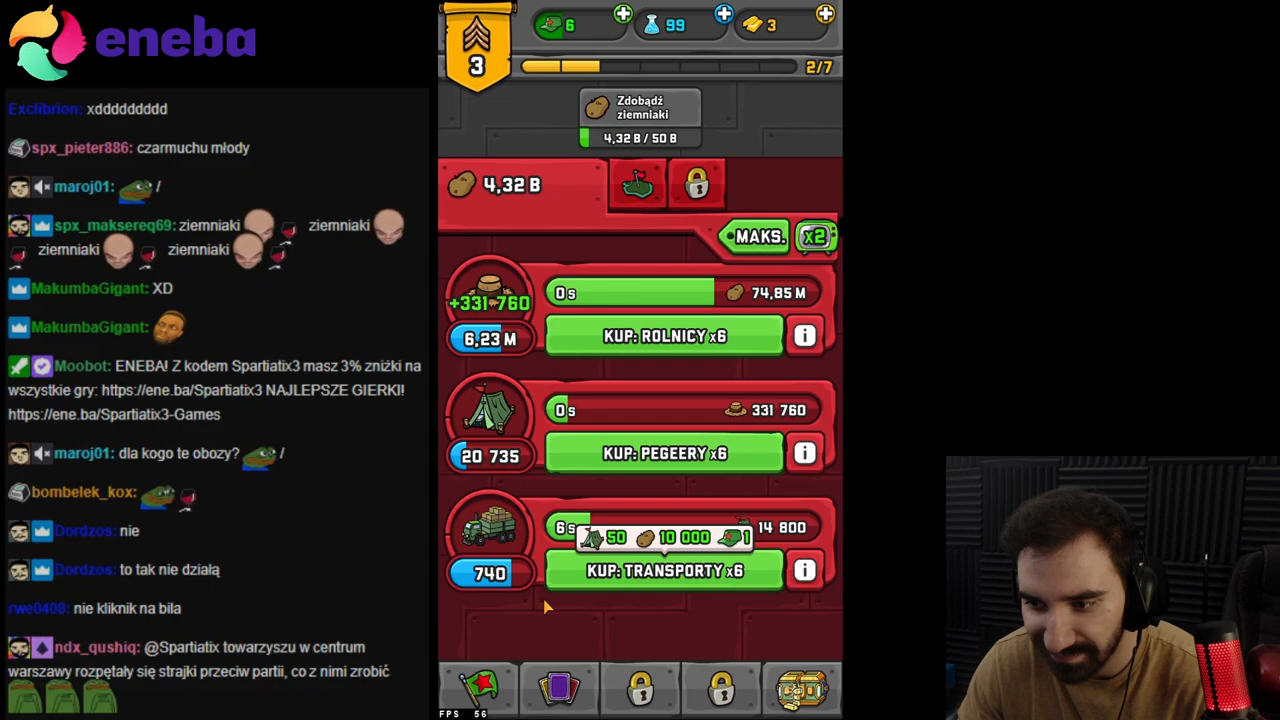 eneba
Exclibrion: xddddddddd
spx_pieter886: czarmuchu młody
maroj01: /
spx_maksereq69: ziemniaki ziemniaki
ziemniaki ziemniaki
MakumbaGigant: XD
MakumbaGigant:
Moobot: ENEBA! Z kodem Spartiatix3 masz 3% zniżki na
wszystkie gry: https://ene.ba/Spartiatix3 NAJLEPSZE GIERKI!
https://ene.ba/Spartiatix3-Games
maroj01: dla kogo te obozy? /
bombelek_kox:
Dordzos: nie
Dordzos: to tak nie działą
rwe0408: nie kliknik na bila
ndx_qushiq: @Spartiatix towarzyszu w centrum
warszawy rozpętały się strajki przeciw partii, co z nimi zrobić
3
6
99
3
2/7
Zdobądź
ziemniaki
4,32 B / 50 B
4,32 B
MAKS.
x2
+331 760
6,23 M
0s
74,85 M
KUP: ROLNICY x6
i
20 735
0s
331 760
KUP: PEGEERY x6
i
740
6s
14 800
50 10 000 1
KUP: TRANSPORTY x6
i
FPS 56